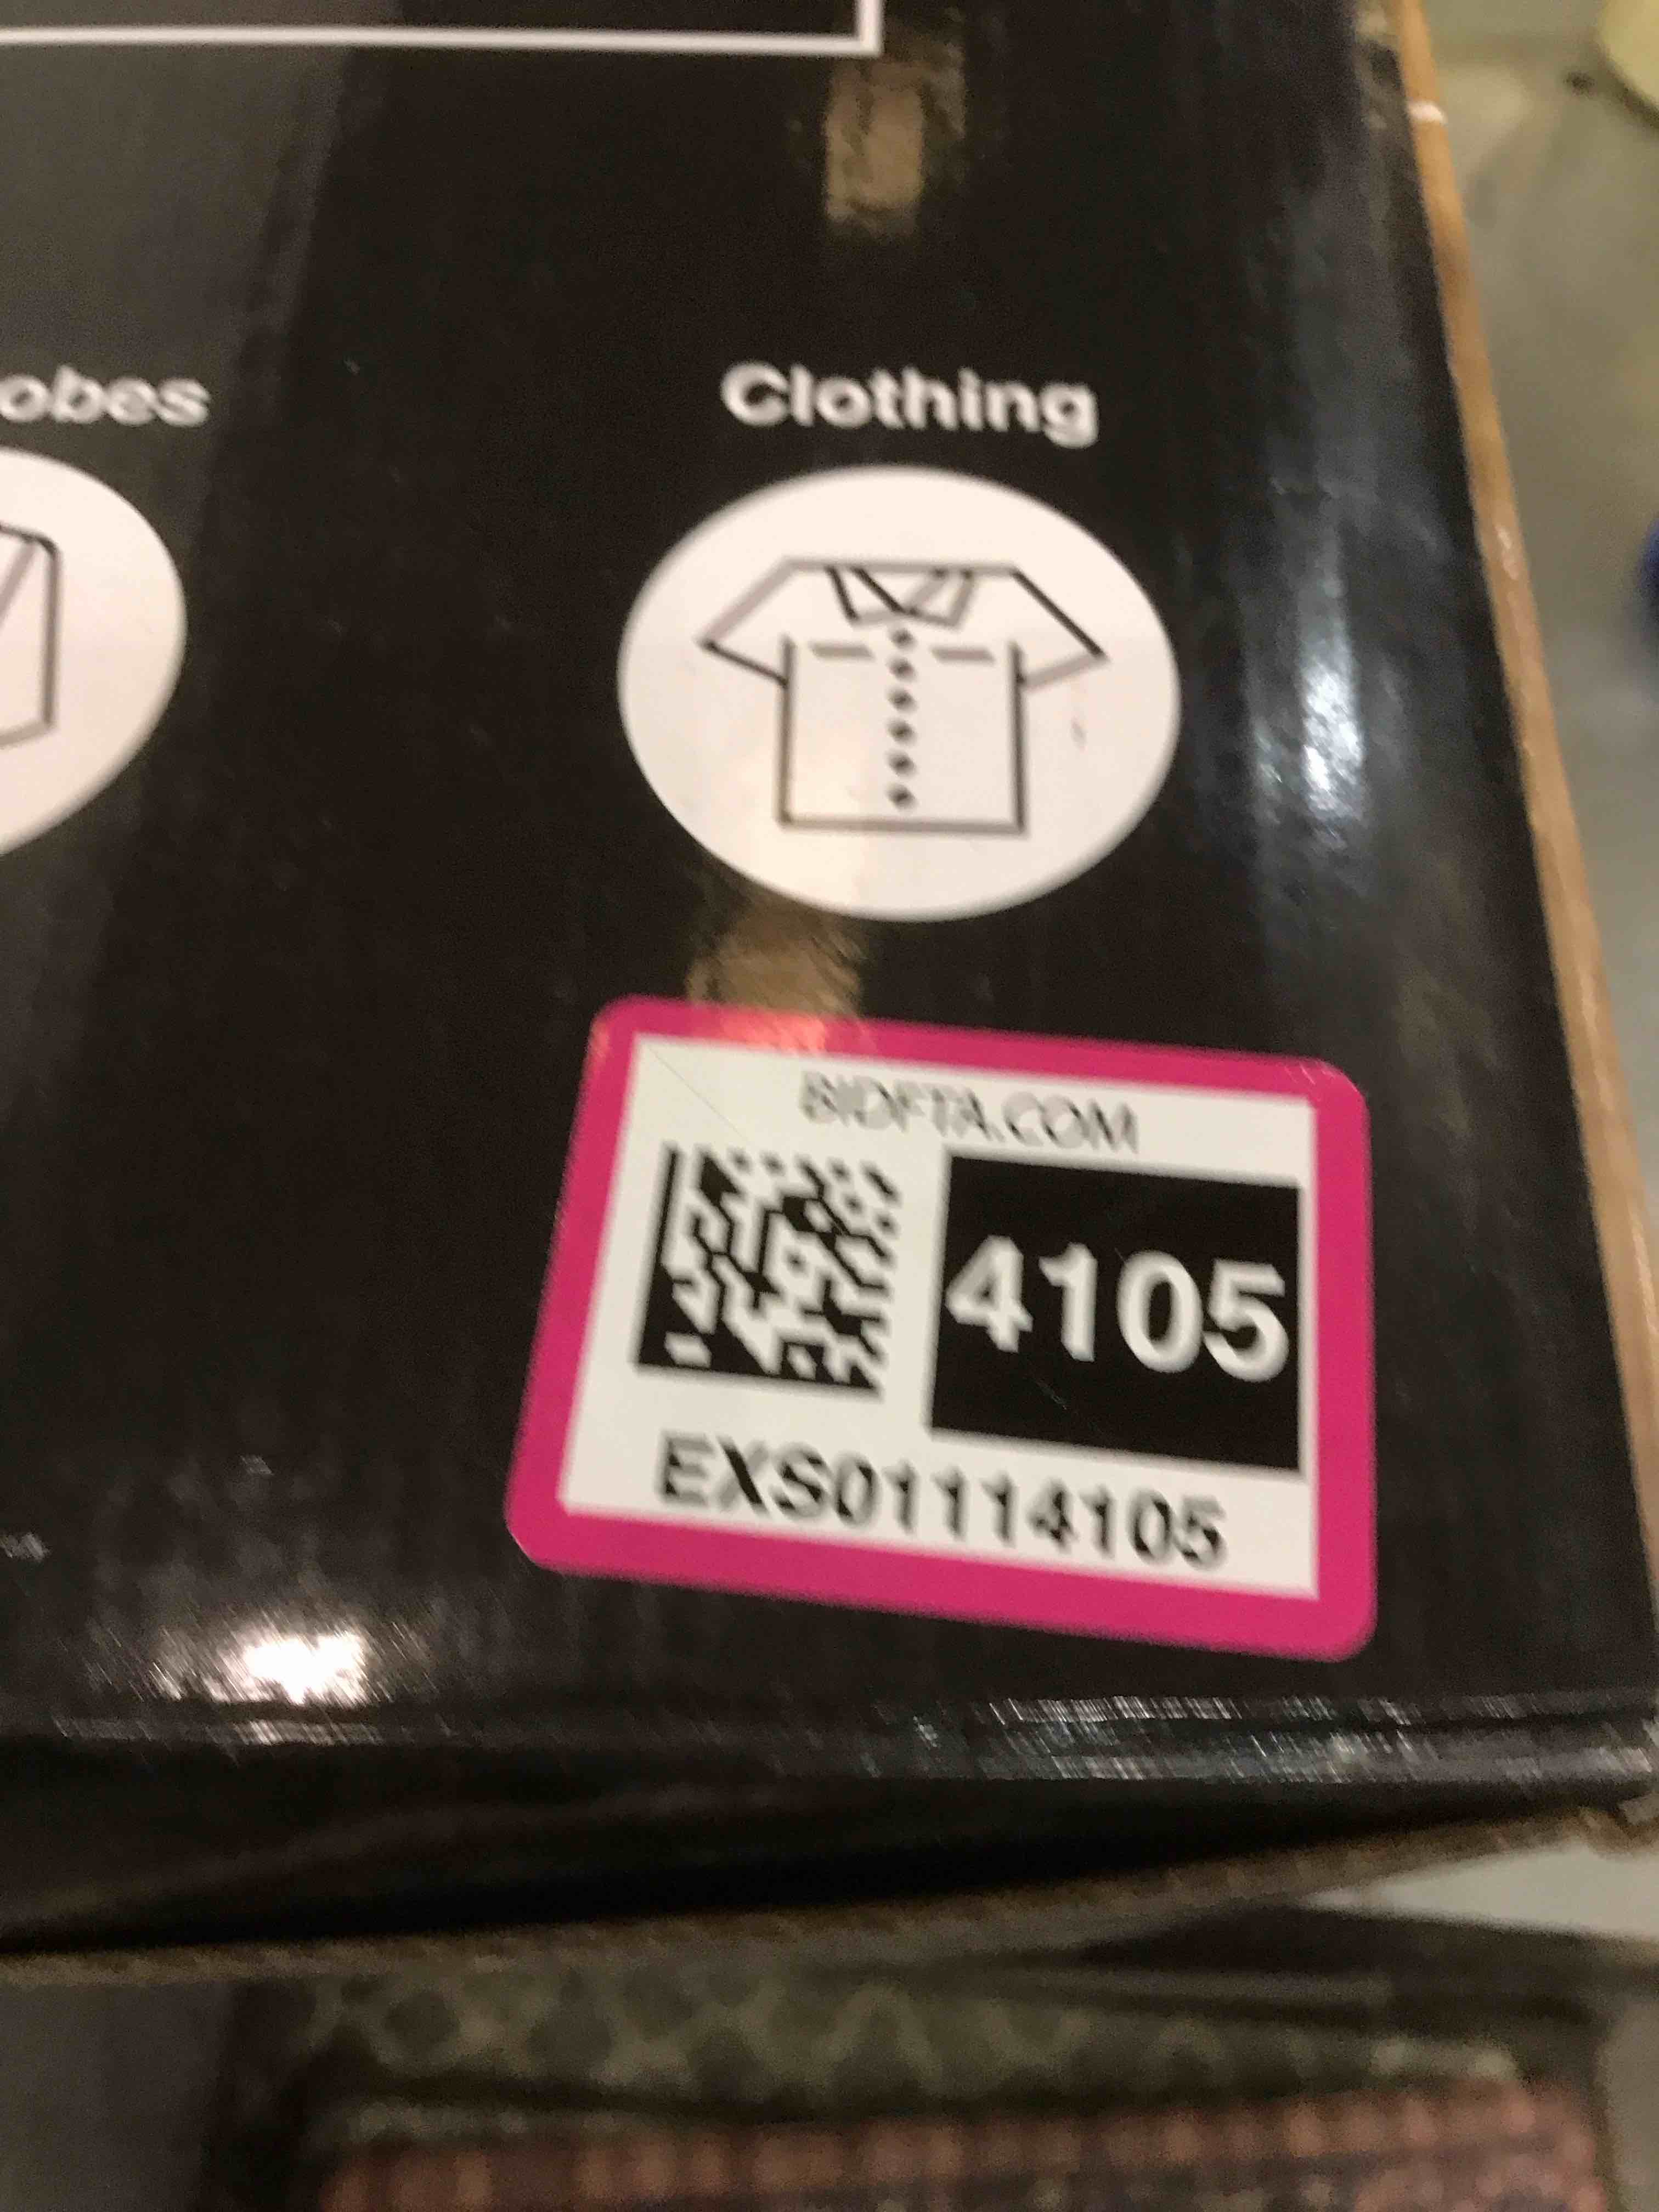 obes
Clothing
BIDFTA.COM
4105
EXS01114105